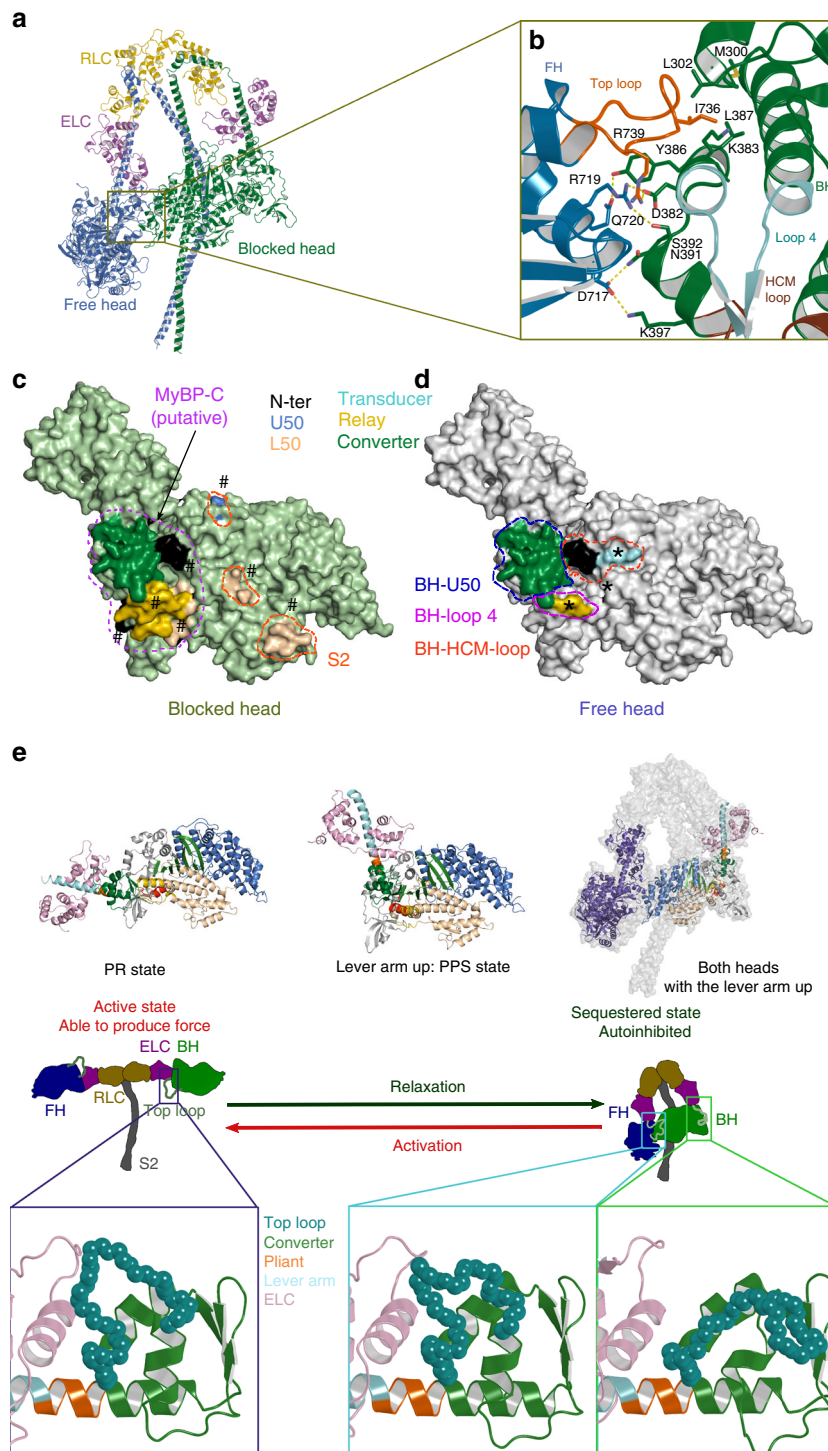 a
RLC
ELC
Free head
Blocked head
b
FH
Top loop
L302
M300
I736
L387
K383
R739
Y386
R719
Q720
D382
S392
N391
D717
K397
BH
Loop 4
HCM
loop
c
MyBP-C
(putative)
N-ter
U50
L50
Transducer
Relay
Converter
#
#
#
#
#
#
#
S2
Blocked head
d
BH-U50
BH-loop 4
BH-HCM-loop
*
*
*
Free head
e
PR state
Lever arm up: PPS state
Both heads
with the lever arm up
Active state
Able to produce force
Sequestered state
Autoinhibited
ELC BH
FH
RLC
Top loop
S2
Relaxation
Activation
FH
BH
Top loop
Converter
Pliant
Lever arm
ELC